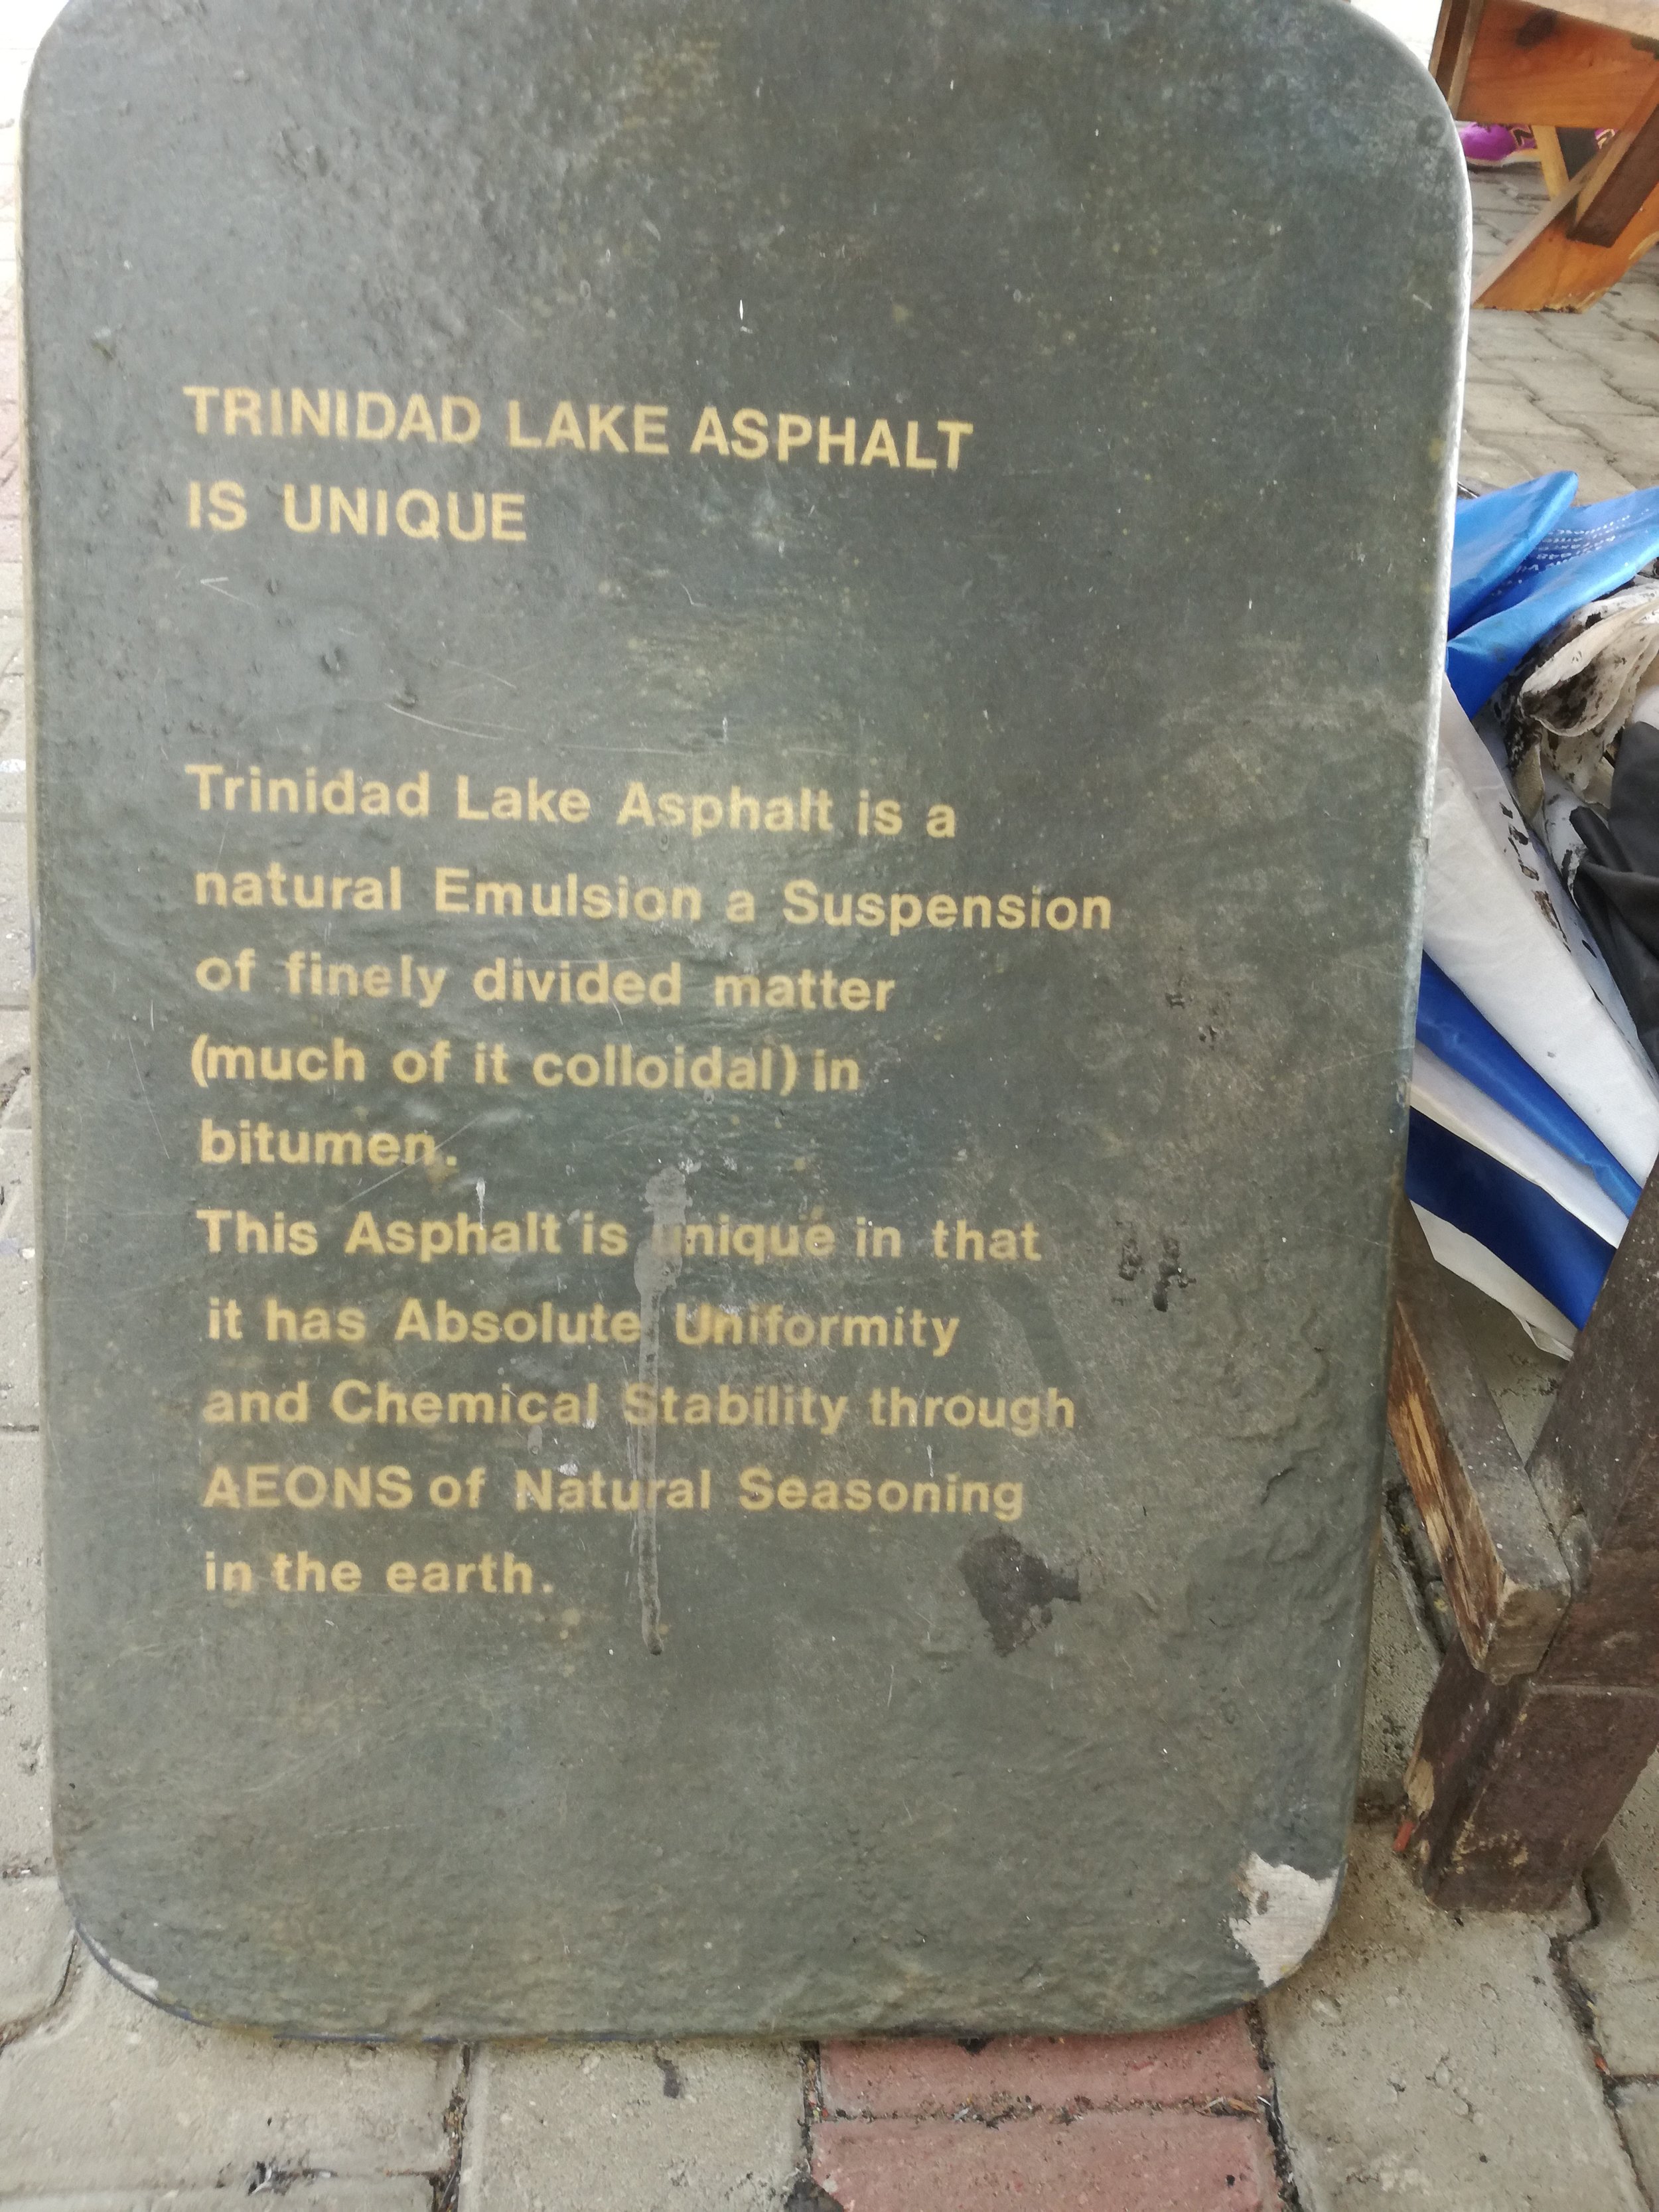 TRINIDAD LAKE ASPHALT
IS UNIQUE
Trinidad Lake Asphalt is a
natural Emulsion a Suspension
of finely divided matter
(much of it colloidal) in
bitumen.
This Asphalt is unique in that
it has Absolute Uniformity
and Chemical Stability through
AEONS of Natural Seasoning
in the earth.